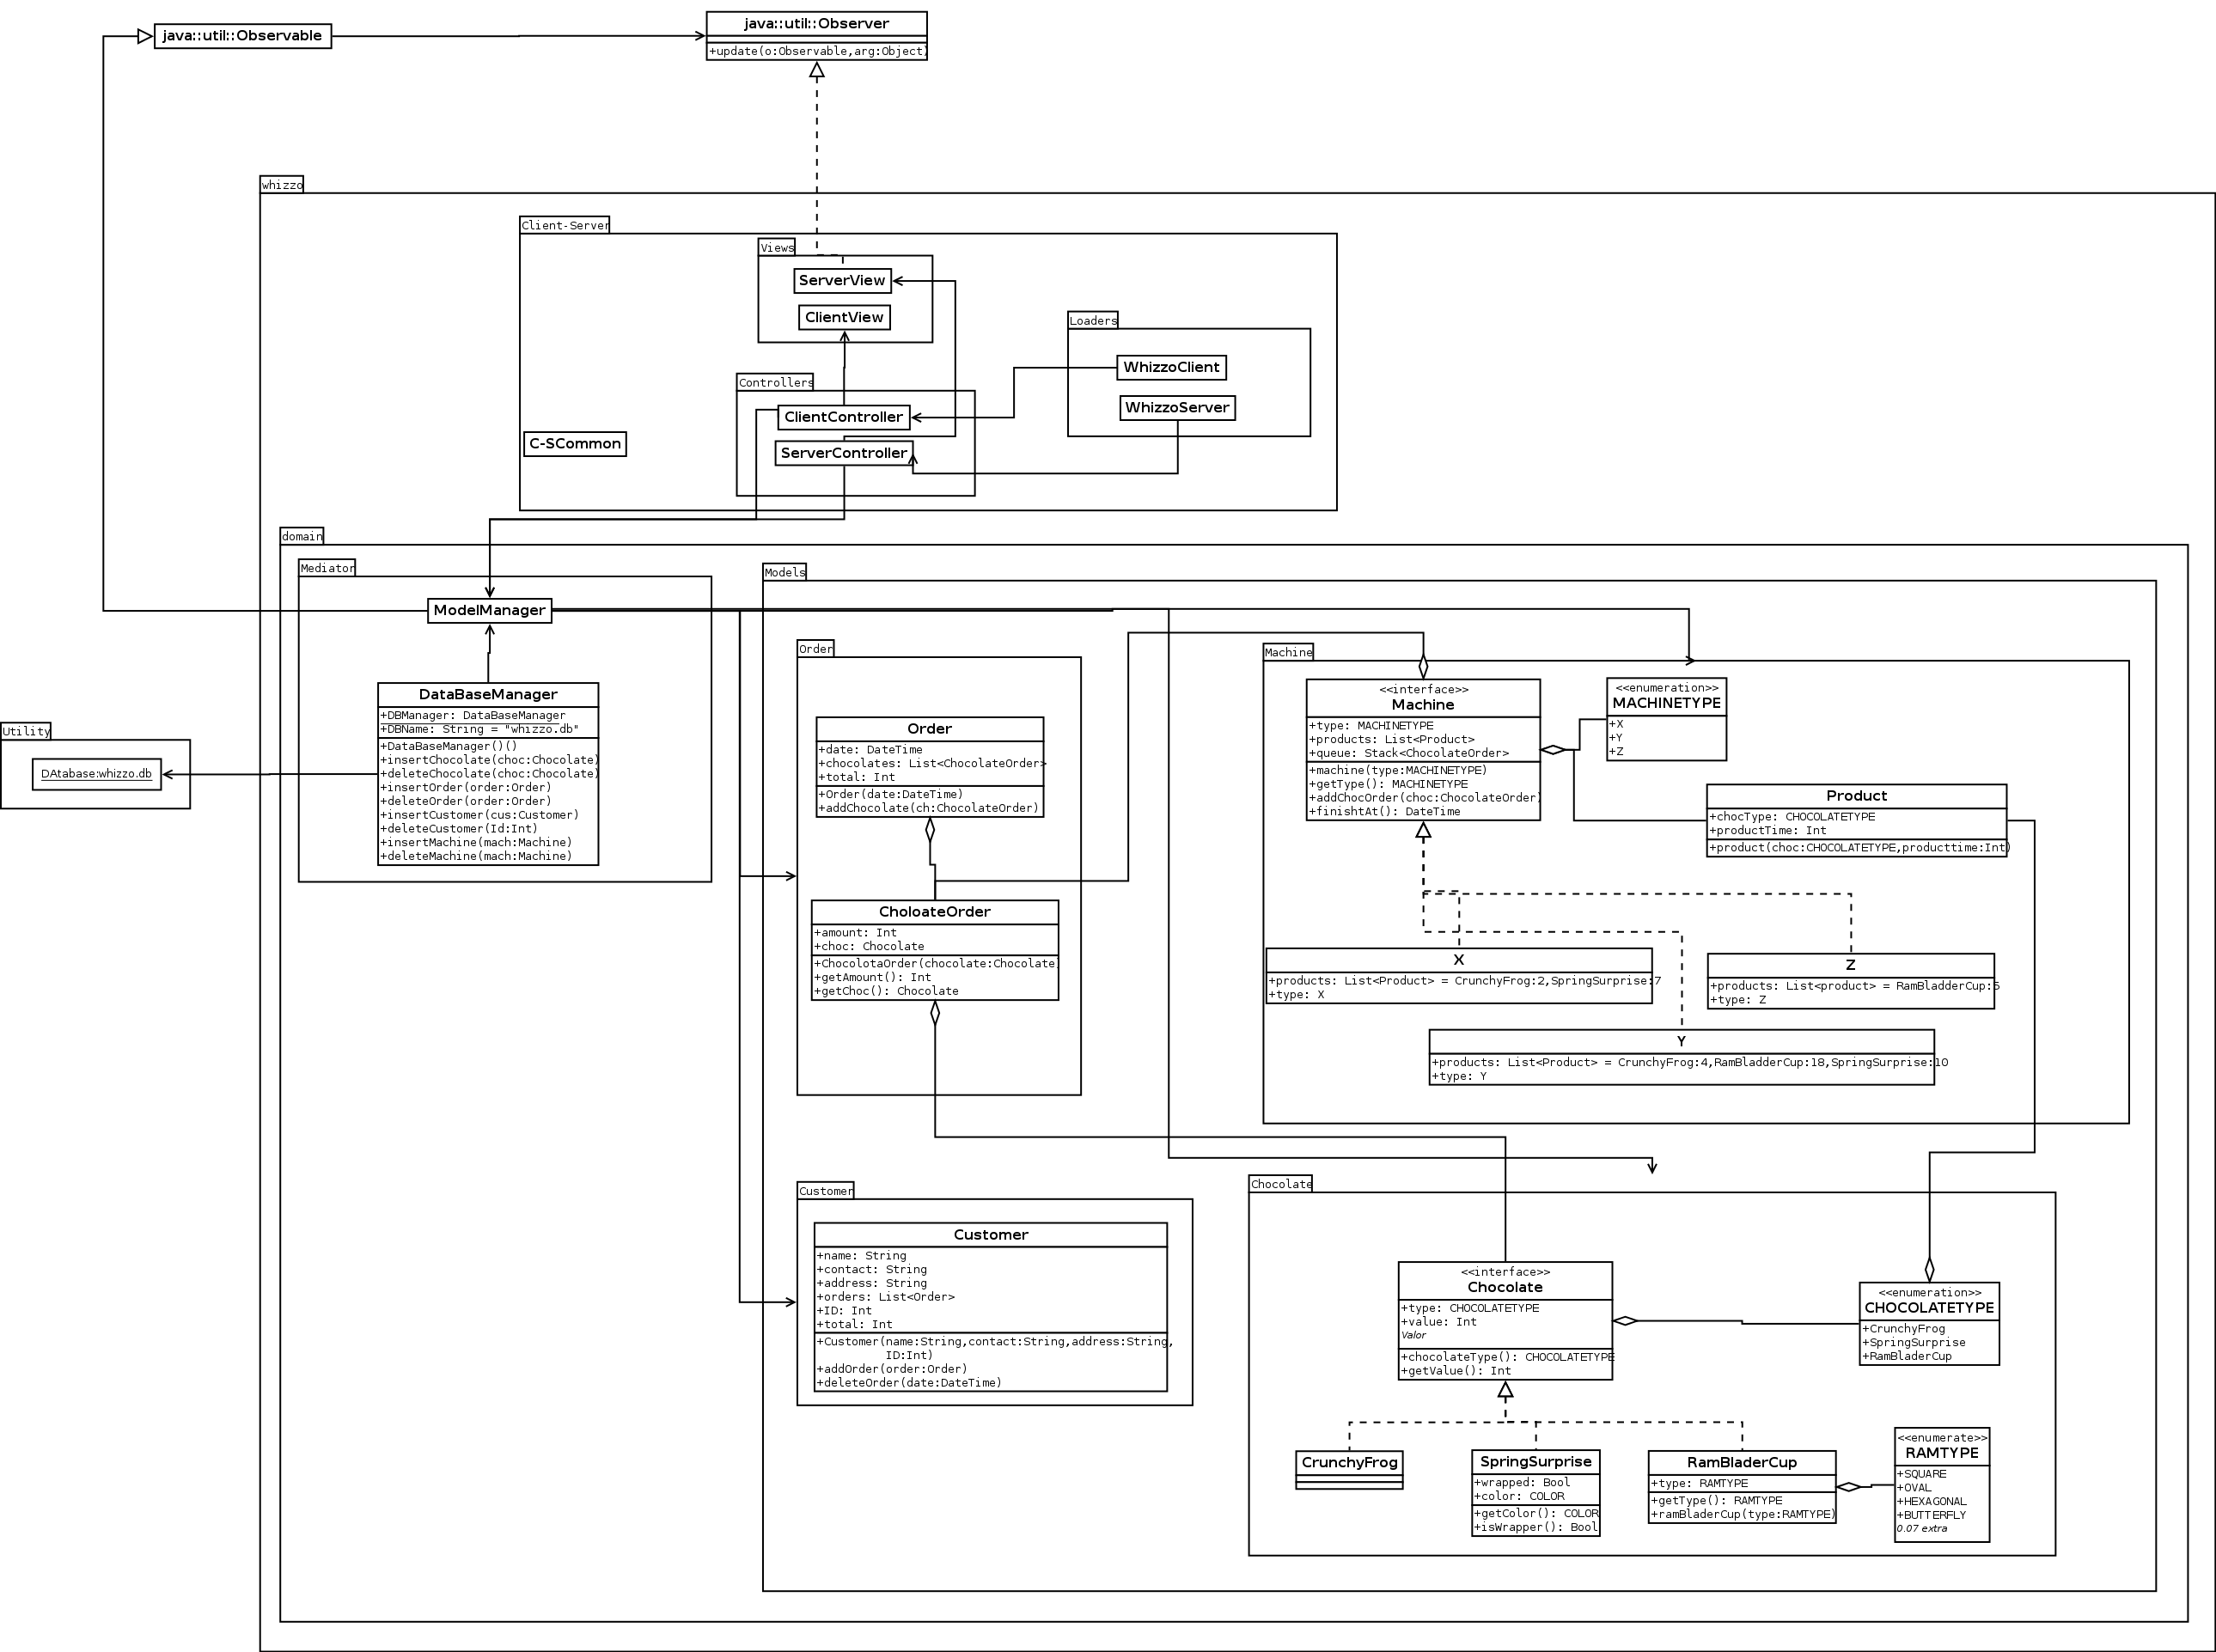 java::util::Observable
java::util::Observer
+update(o:Observable,arg:Object)
whizzo
Client-Server
Views
ServerView
ClientView
Loaders
WhizzoClient
WhizzoServer
Controllers
ClientController
ServerController
C-SCommon
domain
Mediator
ModelManager
DataBaseManager
+DBManager: DataBaseManager
+DBName: String = "whizzo.db"
+DataBaseManager()()
+insertChocolate(choc:Chocolate)
+deleteChocolate(choc:Chocolate)
+insertOrder(order:Order)
+deleteOrder(order:Order)
+insertCustomer(cus:Customer)
+deleteCustomer(Id:Int)
+insertMachine(mach:Machine)
+deleteMachine(mach:Machine)
Utility
DAtabase:whizzo.db
Models
Order
Order
+date: DateTime
+chocolates: List<ChocolateOrder>
+total: Int
+Order(date:DateTime)
+addChocolate(ch:ChocolateOrder)
CholoateOrder
+amount: Int
+choc: Chocolate
+ChocolotaOrder(chocolate:Chocolate)
+getAmount(): Int
+getChoc(): Chocolate
Machine
<<interface>>
Machine
+type: MACHINETYPE
+products: List<Product>
+queue: Stack<ChocolateOrder>
+machine(type:MACHINETYPE)
+getType(): MACHINETYPE
+addChocOrder(choc:ChocolateOrder)
+finishtAt(): DateTime
<<enumeration>>
MACHINETYPE
+X
+Y
+Z
Product
+chocType: CHOCOLATETYPE
+productTime: Int
+product(choc:CHOCOLATETYPE,producttime:Int)
X
+products: List<Product> = CrunchyFrog:2,SpringSurprise:7
+type: X
Z
+products: List<product> = RamBladderCup:5
+type: Z
Y
+products: List<Product> = CrunchyFrog:4,RamBladderCup:18,SpringSurprise:10
+type: Y
Customer
Customer
+name: String
+contact: String
+address: String
+orders: List<Order>
+ID: Int
+total: Int
+Customer(name:String,contact:String,address:String,
ID:Int)
+addOrder(order:Order)
+deleteOrder(date:DateTime)
Chocolate
<<interface>>
Chocolate
+type: CHOCOLATETYPE
+value: Int
Valor
+chocolateType(): CHOCOLATETYPE
+getValue(): Int
<<enumeration>>
CHOCOLATETYPE
+CrunchyFrog
+SpringSurprise
+RamBladerCup
CrunchyFrog
SpringSurprise
+wrapped: Bool
+color: COLOR
+getColor(): COLOR
+isWrapper(): Bool
RamBladerCup
+type: RAMTYPE
+getType(): RAMTYPE
+ramBladerCup(type:RAMTYPE)
<<enumerate>>
RAMTYPE
+SQUARE
+OVAL
+HEXAGONAL
+BUTTERFLY
0.07 extra